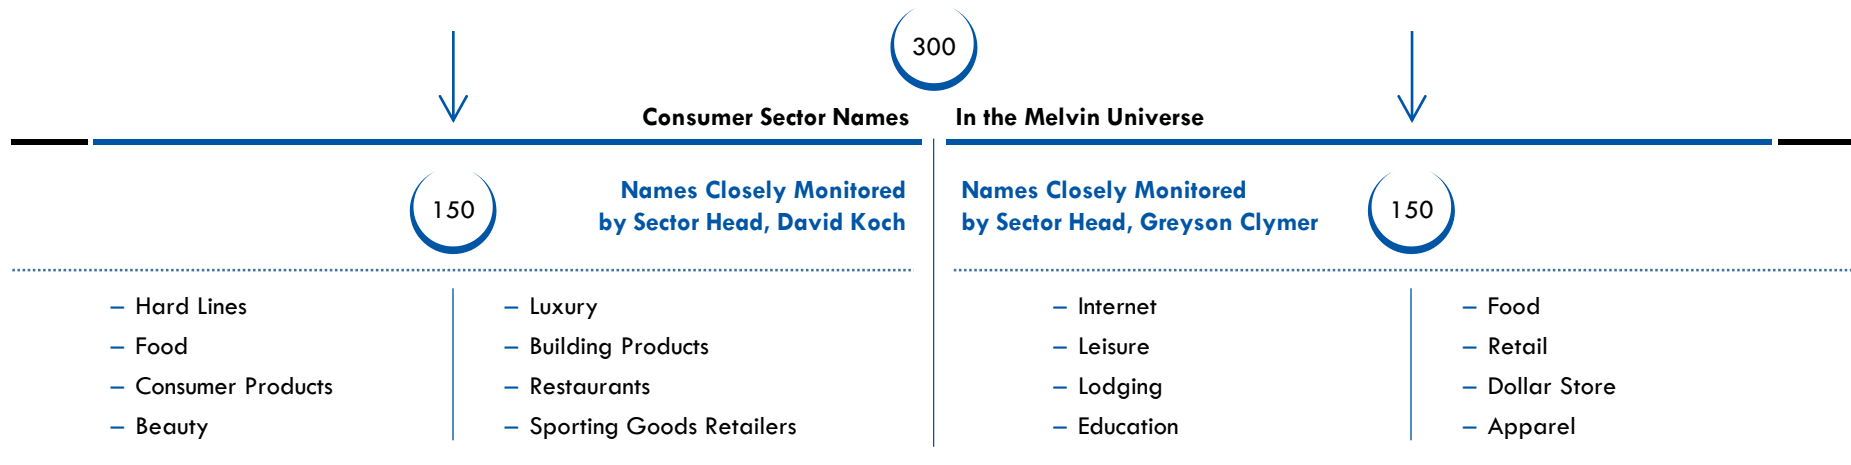 300
Consumer Sector Names
In the Melvin Universe
150
Names Closely Monitored
by Sector Head, David Koch
– Hard Lines
– Food
– Consumer Products
– Beauty
– Luxury
– Building Products
– Restaurants
– Sporting Goods Retailers
Names Closely Monitored
by Sector Head, Greyson Clymer
150
– Internet
– Leisure
– Lodging
– Education
– Food
– Retail
– Dollar Store
– Apparel